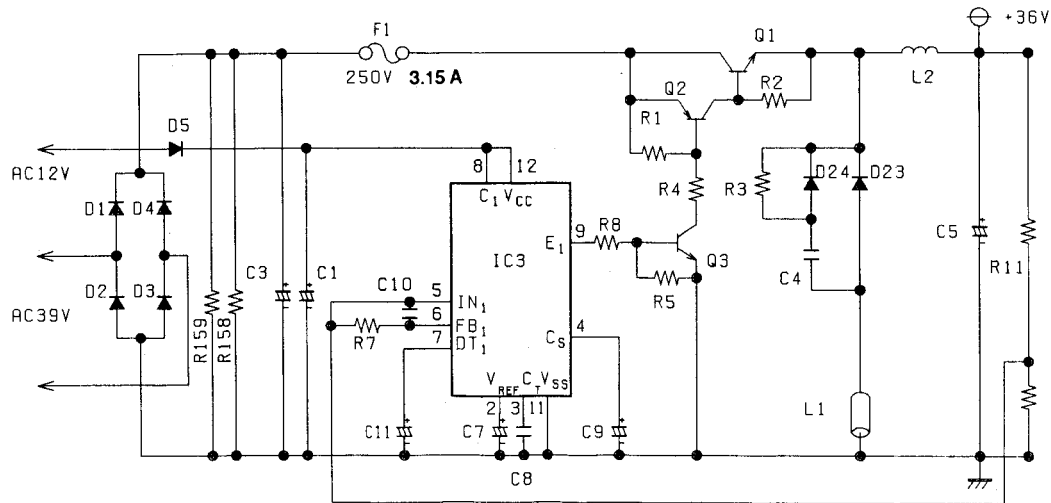 +36V
F1
250V 3.15A
Q1
L2
Q2
R2
D5
R1
AC12V
8 12
C1 VCC
R3
D24
D23
R4
D1
D4
9
R8
E1
IC3
Q3
C5
R11
C3
C1
C10
5
IN1
R5
C4
D2
D3
AC39V
6
FB1
R7
7
DT1
4
CS
R159
R158
VREF
CT
VSS
2
3
11
L1
C11
C7
C9
C8